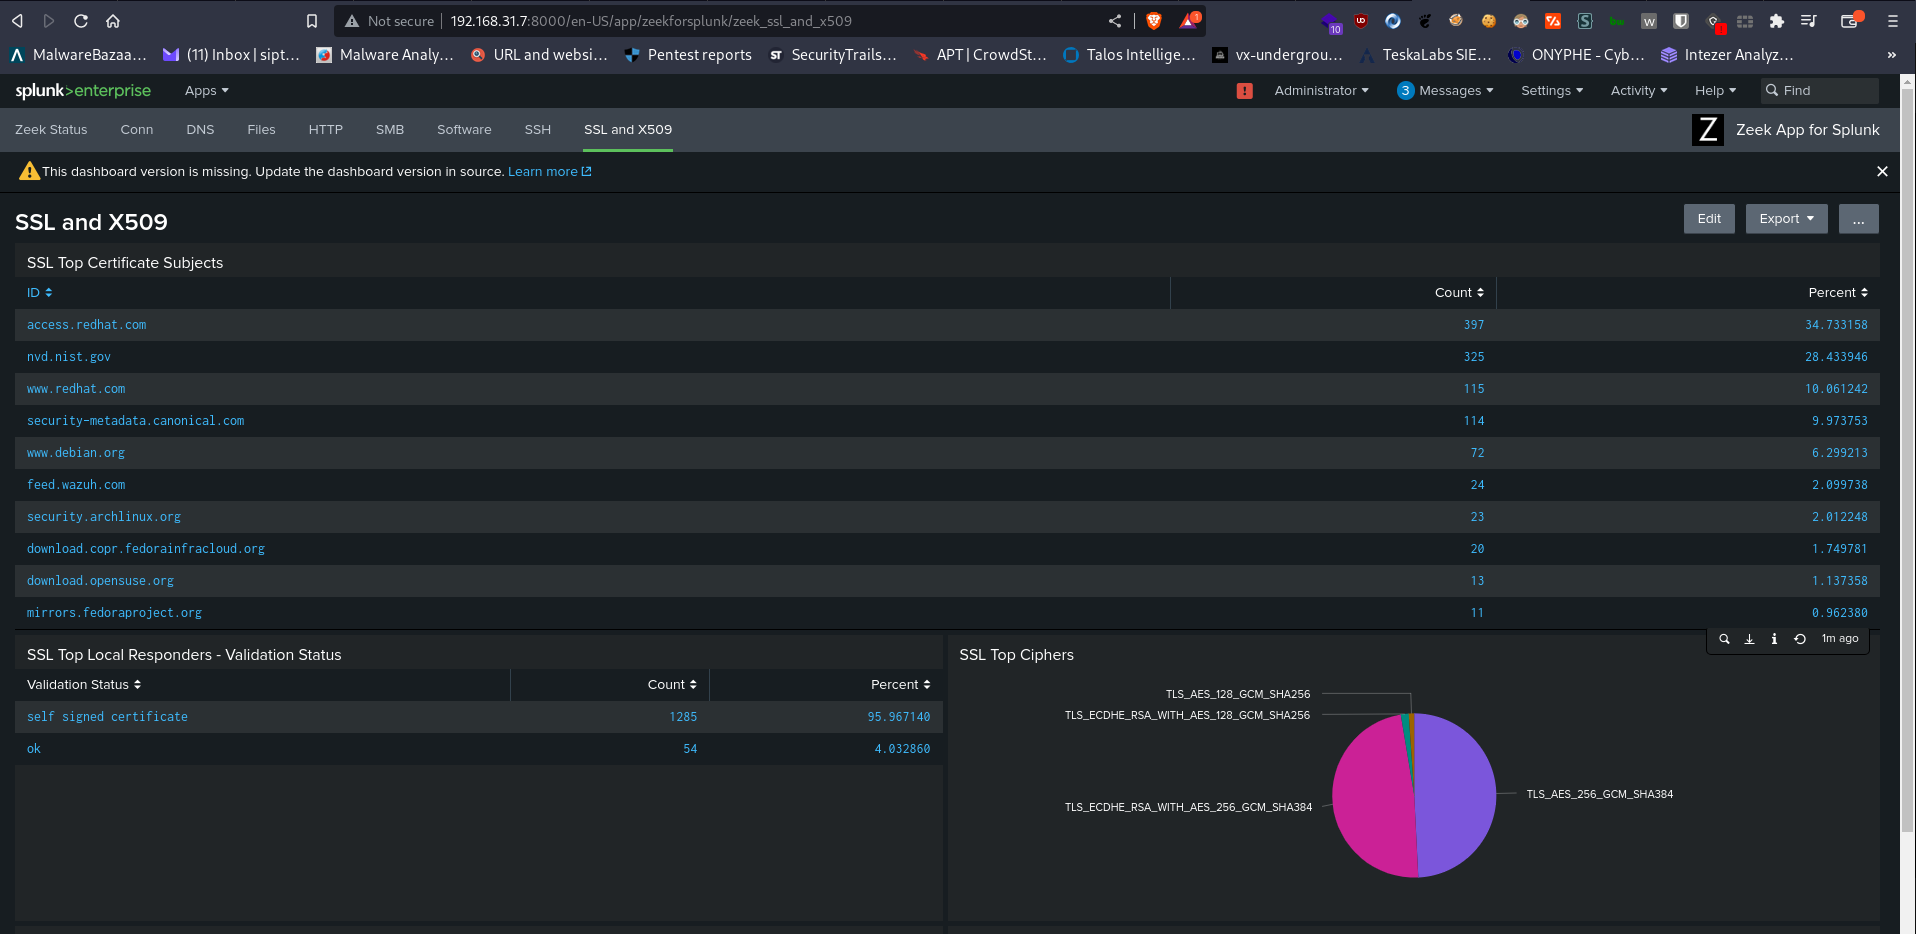 Not secure 192.168.31.7:8000/en-US/app/zeekforsplunk/zeek_ssl_and_x509 1 10 1
MalwareBazaa... (11) Inbox | sipt... Malware Analy... URL and websi... Pentest reports ST SecurityTrails... APT | CrowdSt... Talos Intellige... vx-undergrou... TeskaLabs SIE... ONYPHE - Cyb... Intezer Analyz... »
splunk>enterprise Apps ! Administrator 3 Messages Settings Activity Help Find
Zeek Status Conn DNS Files HTTP SMB Software SSH SSL and X509 Z Zeek App for Splunk
This dashboard version is missing. Update the dashboard version in source. Learn more
SSL and X509 Edit Export ...
SSL Top Certificate Subjects
ID Count Percent
access.redhat.com 397 34.733158
nvd.nist.gov 325 28.433946
www.redhat.com 115 10.061242
security-metadata.canonical.com 114 9.973753
www.debian.org 72 6.299213
feed.wazuh.com 24 2.099738
security.archlinux.org 23 2.012248
download.copr.fedorainfracloud.org 20 1.749781
download.opensuse.org 13 1.137358
mirrors.fedoraproject.org 11 0.962380
1m ago
SSL Top Local Responders - Validation Status
Validation Status Count Percent
self signed certificate 1285 95.967140
ok 54 4.032860
SSL Top Ciphers
TLS_AES_128_GCM_SHA256
TLS_ECDHE_RSA_WITH_AES_128_GCM_SHA256
TLS_AES_256_GCM_SHA384
TLS_ECDHE_RSA_WITH_AES_256_GCM_SHA384